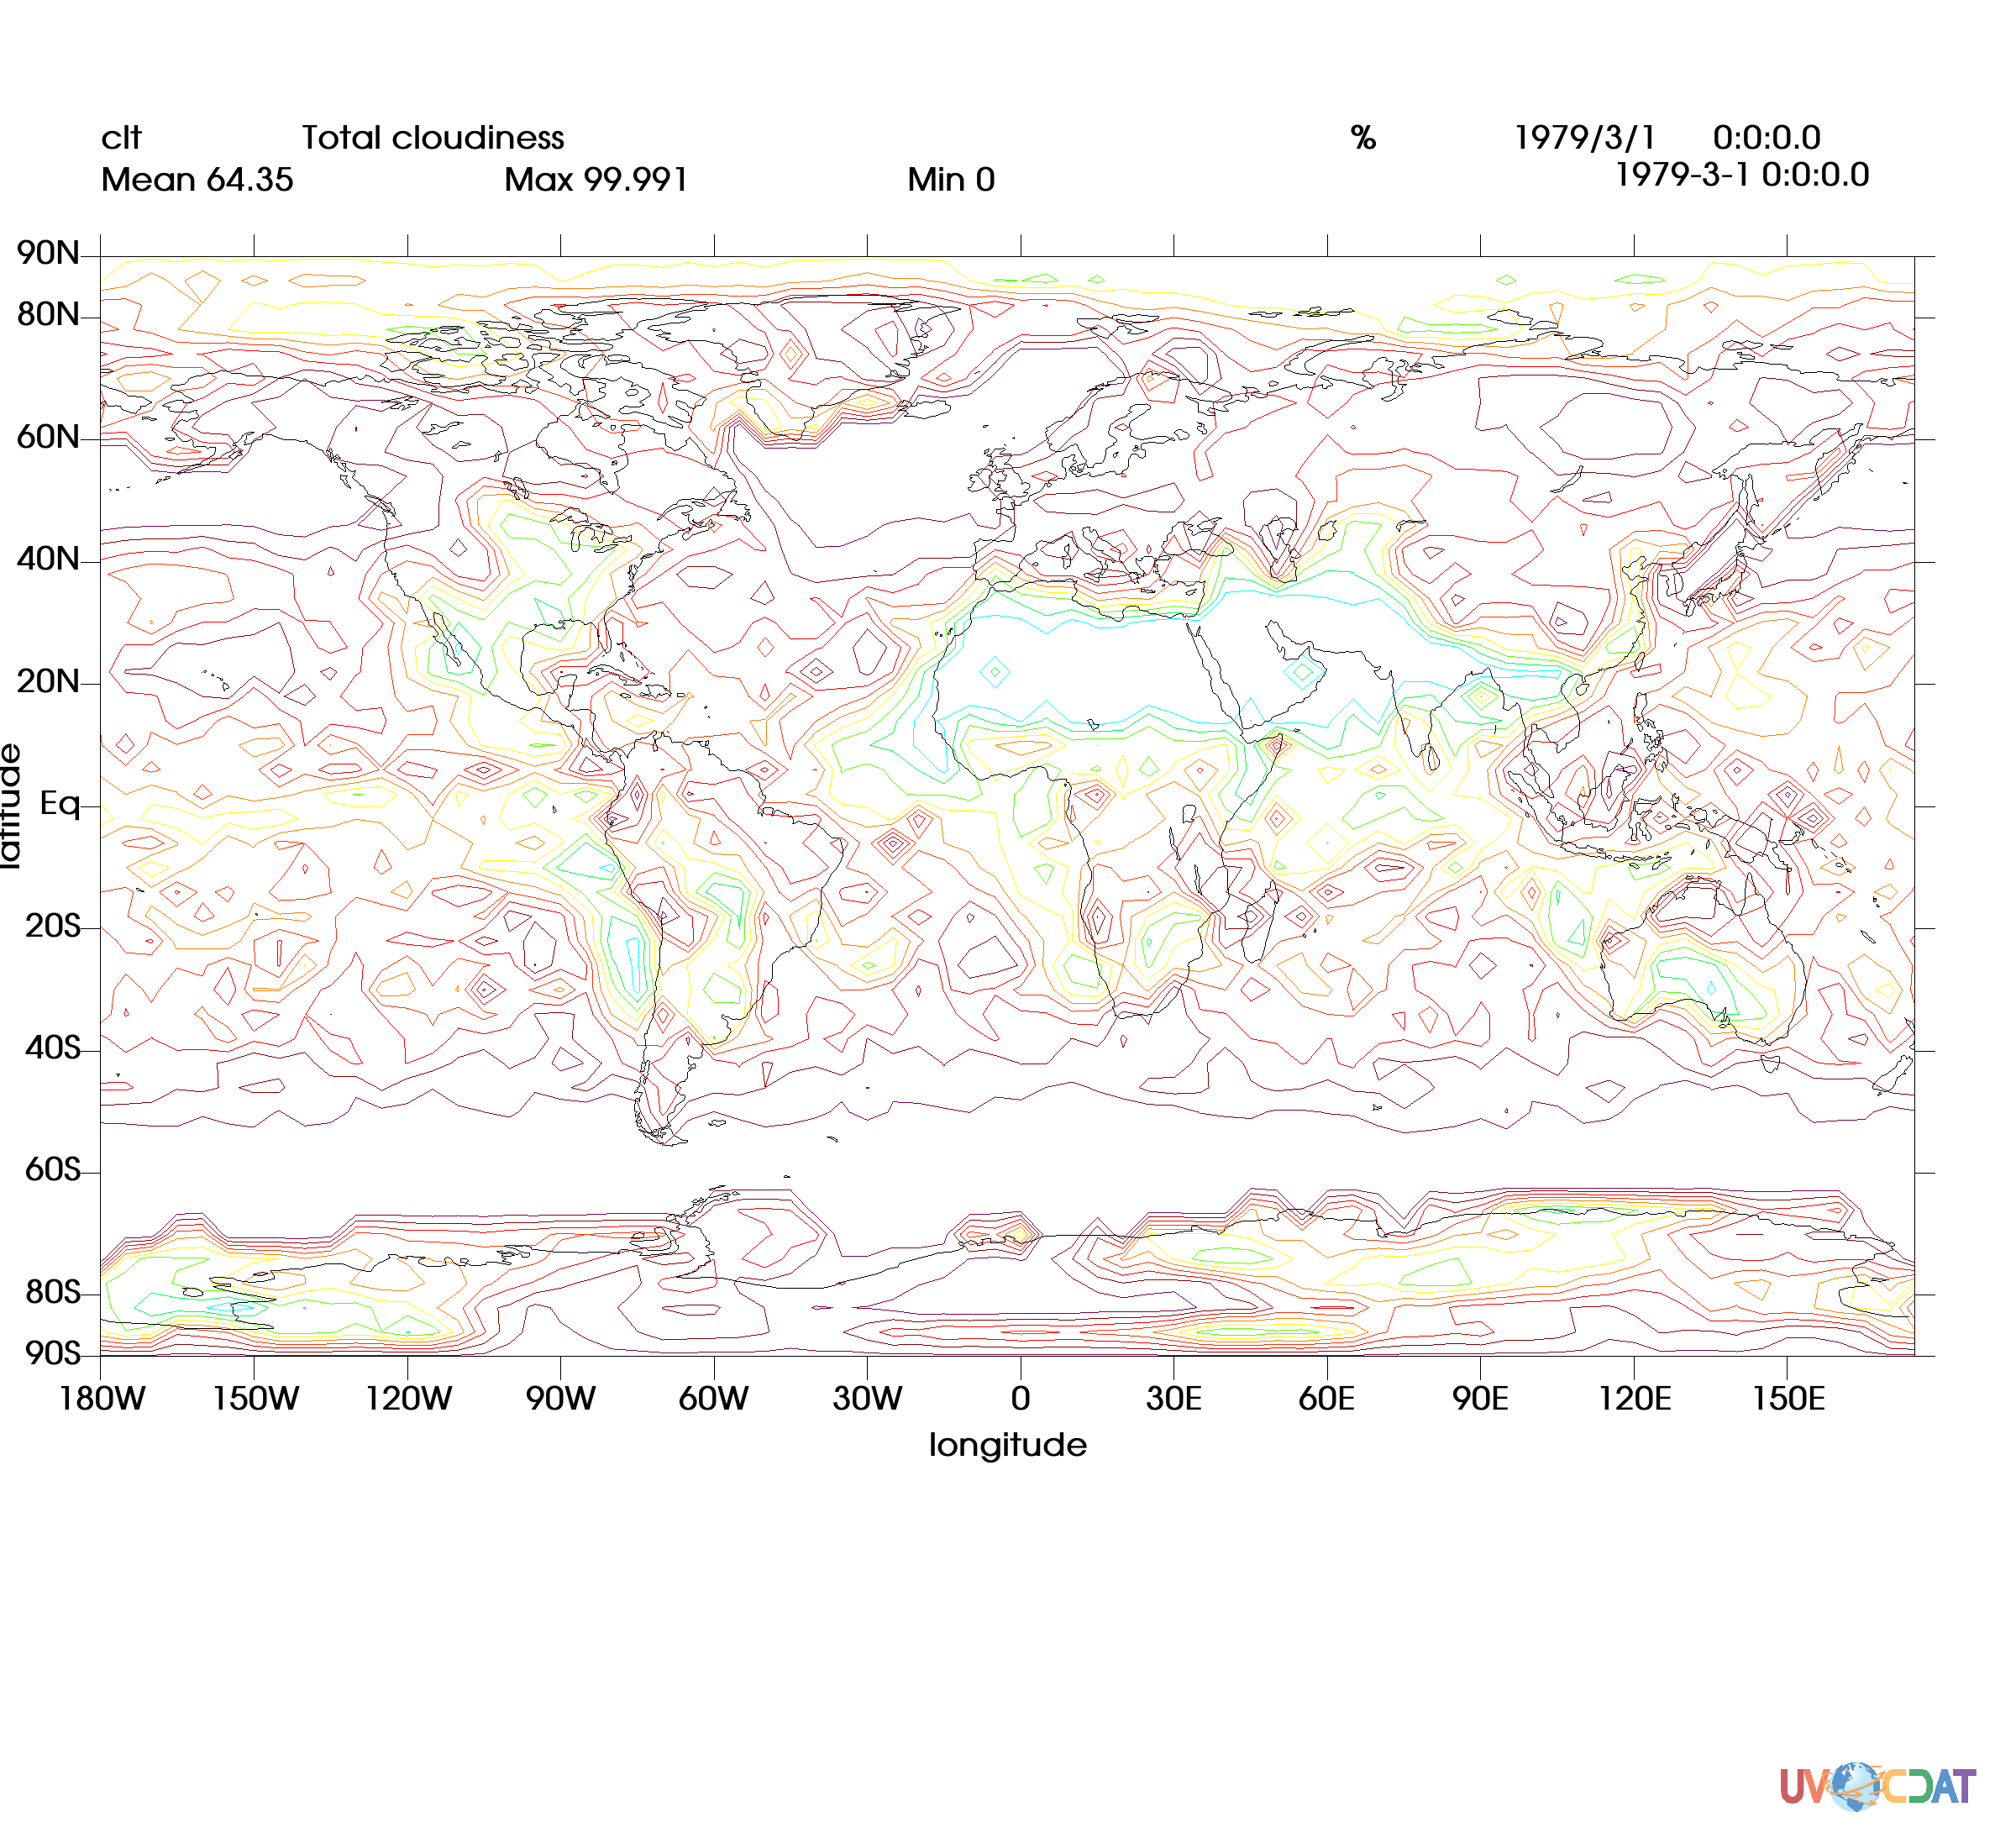 clt Total cloudiness % 1979/3/1 0:0:0.0
Mean 64.35 Max 99.991 Min 0 1979-3-1 0:0:0.0
90N
80N
60N
40N
20N
Eq
20S
40S
60S
80S
90S
latitude
180W 150W 120W 90W 60W 30W 0 30E 60E 90E 120E 150E
longitude
UV CDAT